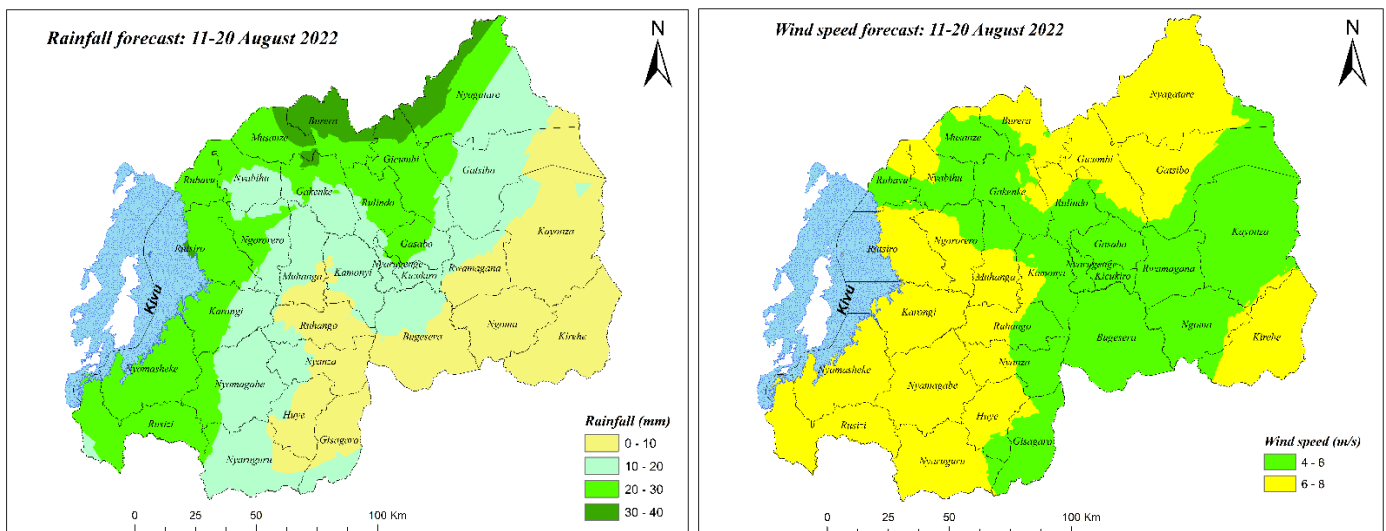 Rainfall forecast: 11-20 August 2022
N
Nyagatare
Burera
Musanze
Gicumbi
Gatsibo
Rubavu
Nyabihu
Gakenke
Rulindo
Kayonza
Rutsiro
Ngororero
Gasabo
Nyarugenge
Kicukiro
Rwamagana
Muhanga
Kamonyi
Kivu
Karongi
Ruhango
Bugesera
Ngoma
Kirehe
Nyanza
Nyamasheke
Nyamagabe
Rusizi
Huye
Gisagara
Nyaruguru
Rainfall (mm)
0 - 10
10 - 20
20 - 30
30 - 40
0 50 100 Km
Wind speed forecast: 11-20 August 2022
N
Nyagatare
Burera
Musanze
Gicumbi
Gatsibo
Rubavu
Nyabihu
Gakenke
Rulindo
Kayonza
Rutsiro
Ngororero
Gasabo
Nyarugenge
Kicukiro
Rwamagana
Muhanga
Kamonyi
Kivu
Karongi
Ruhango
Bugesera
Ngoma
Kirehe
Nyanza
Nyamasheke
Nyamagabe
Rusizi
Huye
Gisagara
Nyaruguru
Wind speed (m/s)
4 - 6
6 - 8
0 50 100 Km